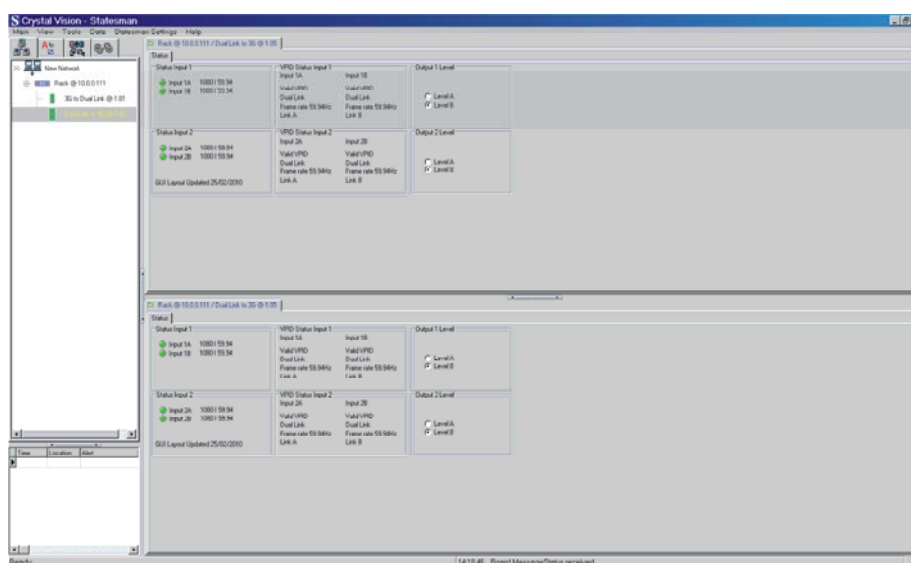 Crystal Vision - Statesman
Main View Tools Data Statesman Settings Help
New Network
Rack @ 10.0.0.111
3G to Dual Link @ 1:01
Time Location Alert
Ready
Rack @ 10.0.0.111 / Dual Link to 3G @ 1:05
Status
Status Input 1
Input 1A 1080 I 59.94
Input 1B
VPID Status Input 1
Input 1A Input 1B
Valid VPID Valid VPID
Dual Link Dual Link
Frame rate 59.94Hz Frame rate 59.94Hz
Link A Link B
Output 1 Level
Level A
Level B
Status Input 2
Input 2A 1080 I 59.94
Input 2B 1080 I 59.94
GUI Layout Updated 25/02/2010
VPID Status Input 2
Input 2A Input 2B
Valid VPID Valid VPID
Dual Link Dual Link
Frame rate 59.94Hz Frame rate 59.94Hz
Link A Link B
Output 2 Level
Level A
Level B
Rack @ 10.0.0.111 / Dual Link to 3G @ 1:05
Status
Status Input 1
Input 1A 1080 I 59.94
Input 1B 1080 I 59.94
VPID Status Input 1
Input 1A Input 1B
Valid VPID Valid VPID
Dual Link Dual Link
Frame rate 59.94Hz Frame rate 59.94Hz
Link A Link B
Output 1 Level
Level A
Level B
Status Input 2
Input 2A 1080 I 59.94
Input 2B 1080 I 59.94
GUI Layout Updated 25/02/2010
VPID Status Input 2
Input 2A Input 2B
Valid VPID Valid VPID
Dual Link Dual Link
Frame rate 59.94Hz Frame rate 59.94Hz
Link A Link B
Output 2 Level
Level A
Level B
14:18:46 Board Message/Status received